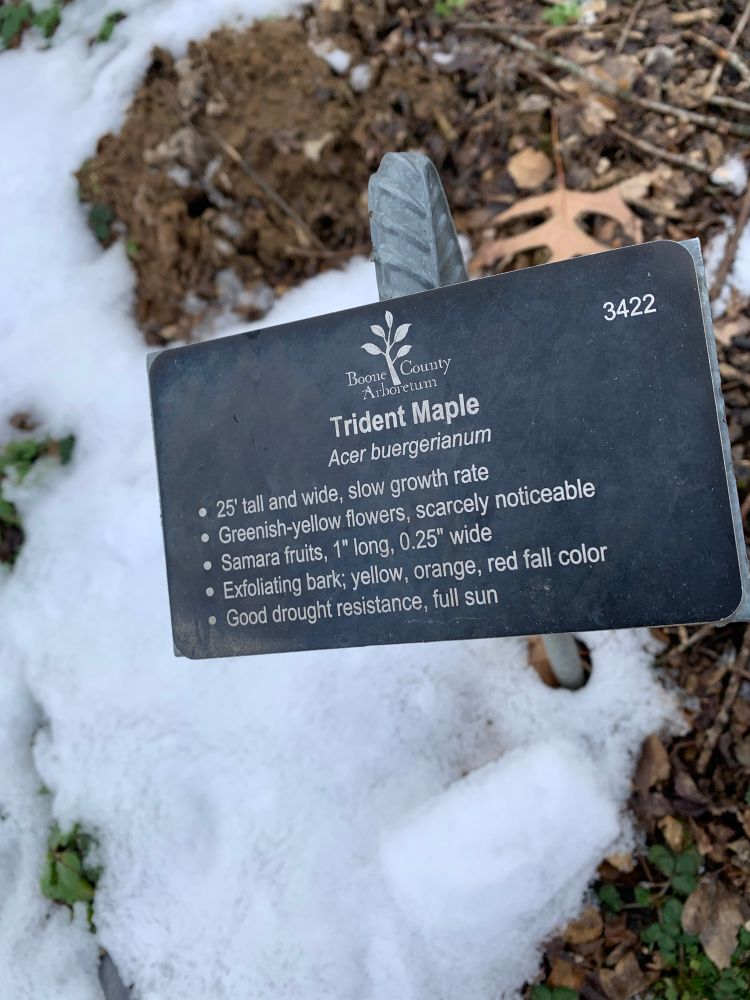 3422
Boone County
Arboretum
Trident Maple
Acer buergerianum
• 25' tall and wide, slow growth rate
• Greenish-yellow flowers, scarcely noticeable
• Samara fruits, 1" long, 0.25" wide
• Exfoliating bark; yellow, orange, red fall color
• Good drought resistance, full sun